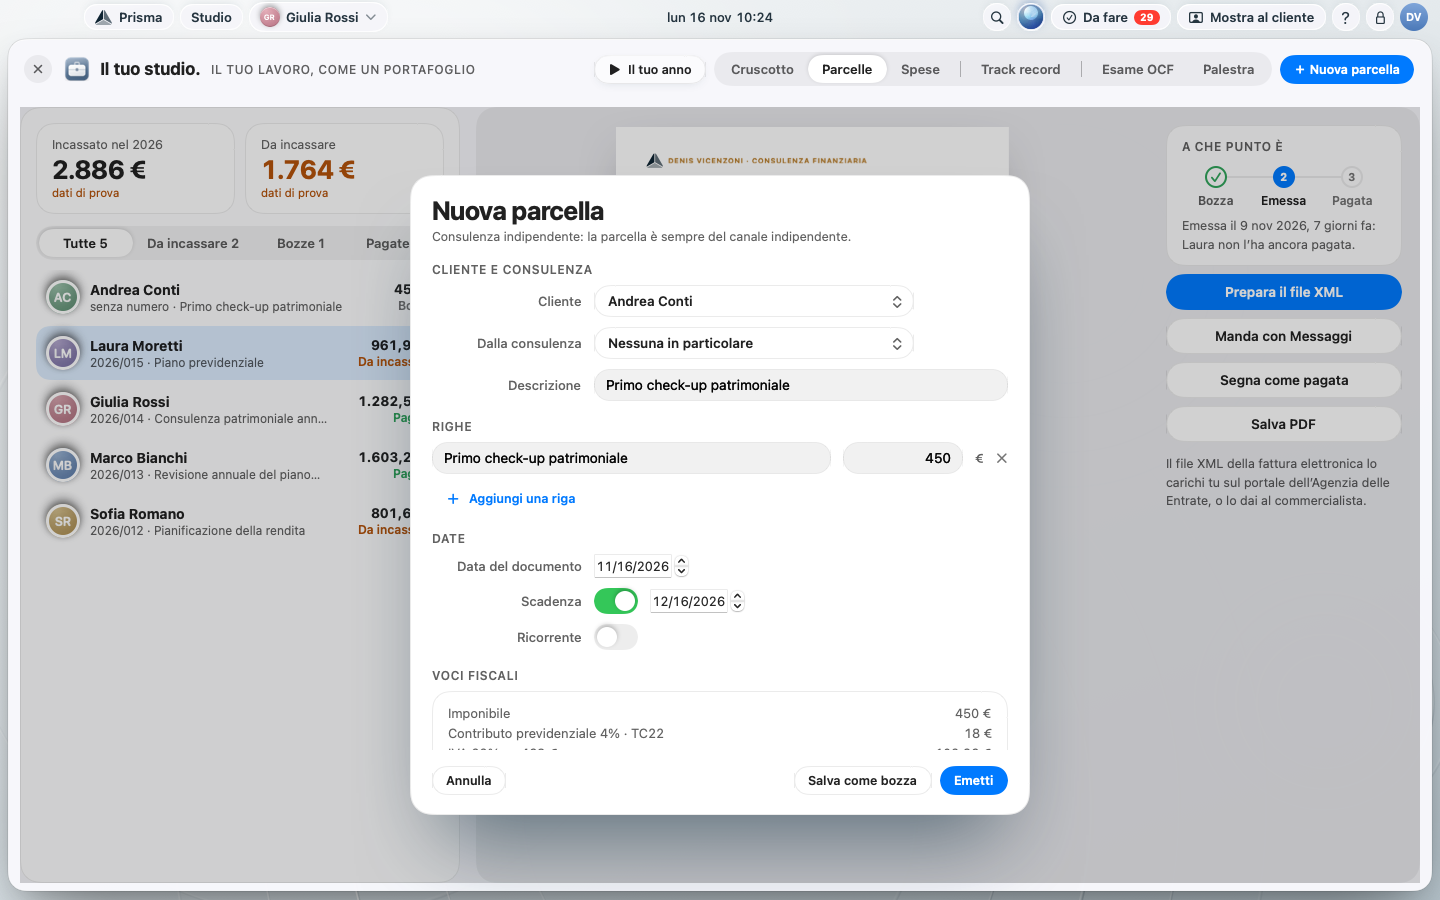 Prisma
Studio
GR
Giulia Rossi
lun 16 nov 10:24
Da fare 29
Mostra al cliente
?
DV
Il tuo studio.
IL TUO LAVORO, COME UN PORTAFOGLIO
Il tuo anno
Cruscotto
Parcelle
Spese
Track record
Esame OCF
Palestra
+ Nuova parcella
Incassato nel 2026
2.886 €
dati di prova
Da incassare
1.764 €
dati di prova
Tutte 5
Da incassare 2
Bozze 1
Pagate
AC
Andrea Conti
45
senza numero · Primo check-up patrimoniale
Bo
LM
Laura Moretti
961,9
2026/015 · Piano previdenziale
Da incass
GR
Giulia Rossi
1.282,5
2026/014 · Consulenza patrimoniale ann...
Pag
MB
Marco Bianchi
1.603,2
2026/013 · Revisione annuale del piano...
Pag
SR
Sofia Romano
801,6
2026/012 · Pianificazione della rendita
Da incass
DENIS VICENZONI · CONSULENZA FINANZIARIA
Nuova parcella
Consulenza indipendente: la parcella è sempre del canale indipendente.
CLIENTE E CONSULENZA
Cliente
Andrea Conti
Dalla consulenza
Nessuna in particolare
Descrizione
Primo check-up patrimoniale
RIGHE
Primo check-up patrimoniale
450
€
+ Aggiungi una riga
DATE
Data del documento
11/16/2026
Scadenza
12/16/2026
Ricorrente
VOCI FISCALI
Imponibile
450 €
Contributo previdenziale 4% · TC22
18 €
Annulla
Salva come bozza
Emetti
A CHE PUNTO È
2
3
Bozza
Emessa
Pagata
Emessa il 9 nov 2026, 7 giorni fa:
Laura non l'ha ancora pagata.
Prepara il file XML
Manda con Messaggi
Segna come pagata
Salva PDF
Il file XML della fattura elettronica lo
carichi tu sul portale dell'Agenzia delle
Entrate, o lo dai al commercialista.